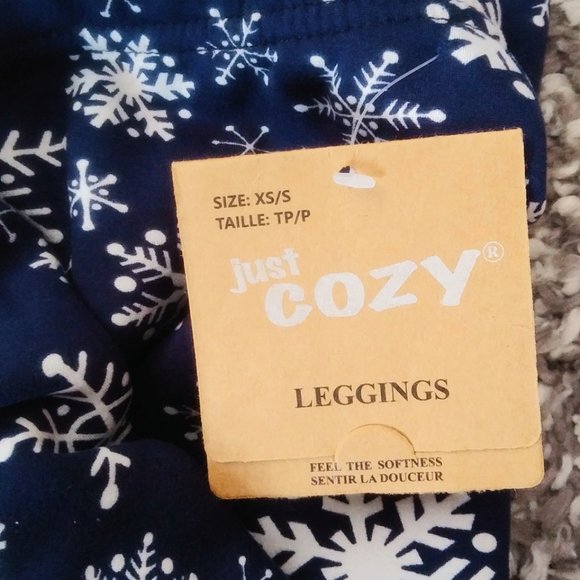 SIZE: XS/S
TAILLE: TP/P
just
COZY®
LEGGINGS
FEEL THE SOFTNESS
SENTIR LA DOUCEUR